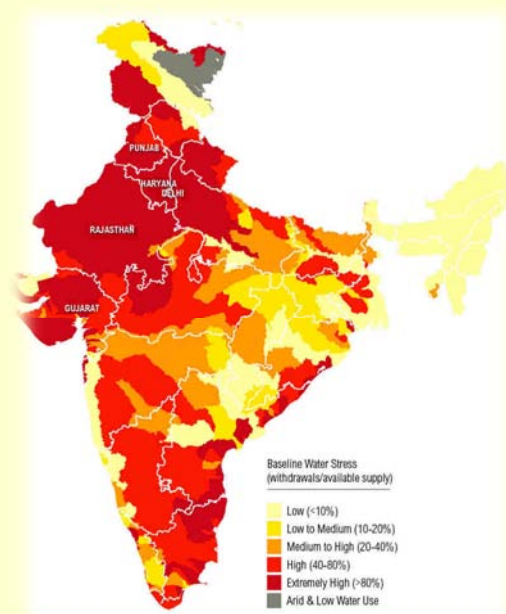 PUNJAB
HARYANA
DELHI
RAJASTHAN
GUJARAT
Baseline Water Stress
(withdrawals/available supply)
Low (<10%)
Low to Medium (10-20%)
Medium to High (20-40%)
High (40-80%)
Extremely High (>80%)
Arid & Low Water Use